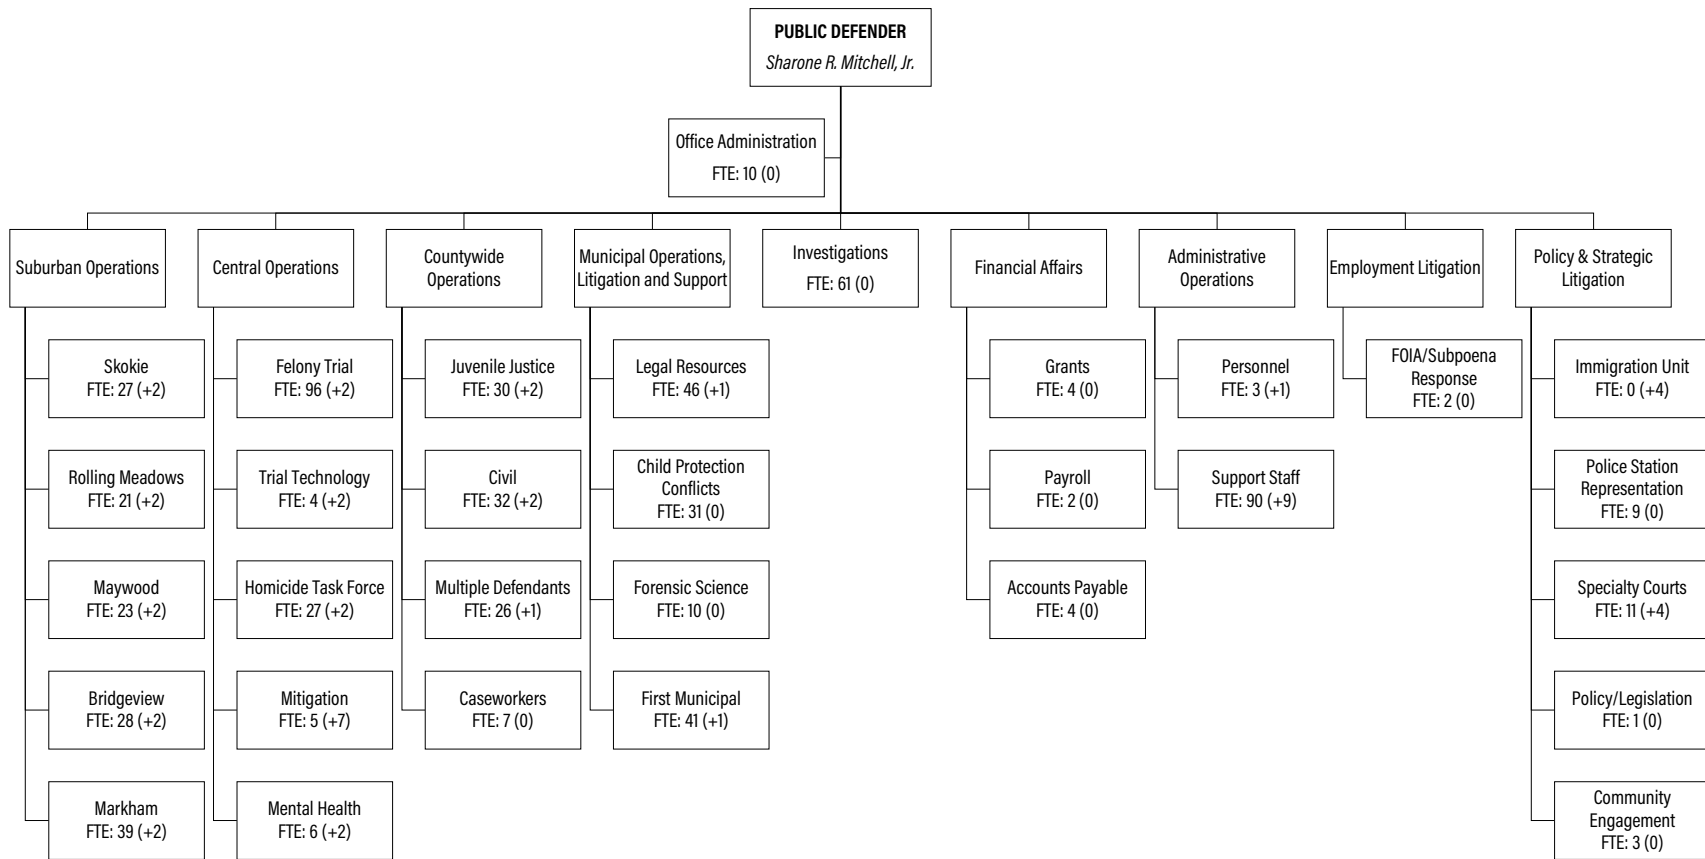 PUBLIC DEFENDER
Sharone R. Mitchell, Jr.
Office Administration
FTE: 10 (0)
Suburban Operations
Skokie
FTE: 27 (+2)
Rolling Meadows
FTE: 21 (+2)
Maywood
FTE: 23 (+2)
Bridgeview
FTE: 28 (+2)
Markham
FTE: 39 (+2)
Central Operations
Felony Trial
FTE: 96 (+2)
Trial Technology
FTE: 4 (+2)
Homicide Task Force
FTE: 27 (+2)
Mitigation
FTE: 5 (+7)
Mental Health
FTE: 6 (+2)
Countywide
Operations
Juvenile Justice
FTE: 30 (+2)
Civil
FTE: 32 (+2)
Multiple Defendants
FTE: 26 (+1)
Caseworkers
FTE: 7 (0)
Municipal Operations,
Litigation and Support
Legal Resources
FTE: 46 (+1)
Child Protection
Conflicts
FTE: 31 (0)
Forensic Science
FTE: 10 (0)
First Municipal
FTE: 41 (+1)
Investigations
FTE: 61 (0)
Financial Affairs
Grants
FTE: 4 (0)
Payroll
FTE: 2 (0)
Accounts Payable
FTE: 4 (0)
Administrative
Operations
Personnel
FTE: 3 (+1)
Support Staff
FTE: 90 (+9)
Employment Litigation
FOIA/Subpoena
Response
FTE: 2 (0)
Policy & Strategic
Litigation
Immigration Unit
FTE: 0 (+4)
Police Station
Representation
FTE: 9 (0)
Specialty Courts
FTE: 11 (+4)
Policy/Legislation
FTE: 1 (0)
Community
Engagement
FTE: 3 (0)